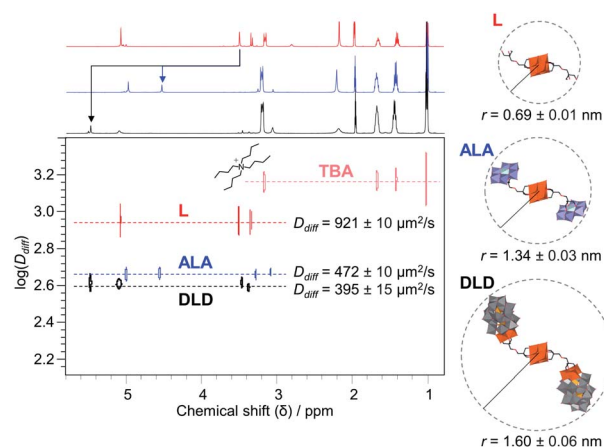 L
r = 0.69 ± 0.01 nm
ALA
r = 1.34 ± 0.03 nm
DLD
r = 1.60 ± 0.06 nm
N
+
TBA
L
D_diff = 921 ± 10 µm²/s
ALA
D_diff = 472 ± 10 µm²/s
DLD
D_diff = 395 ± 15 µm²/s
log(D_diff)
3.2
3.0
2.8
2.6
2.4
2.2
5 4 3 2 1
Chemical shift (δ) / ppm